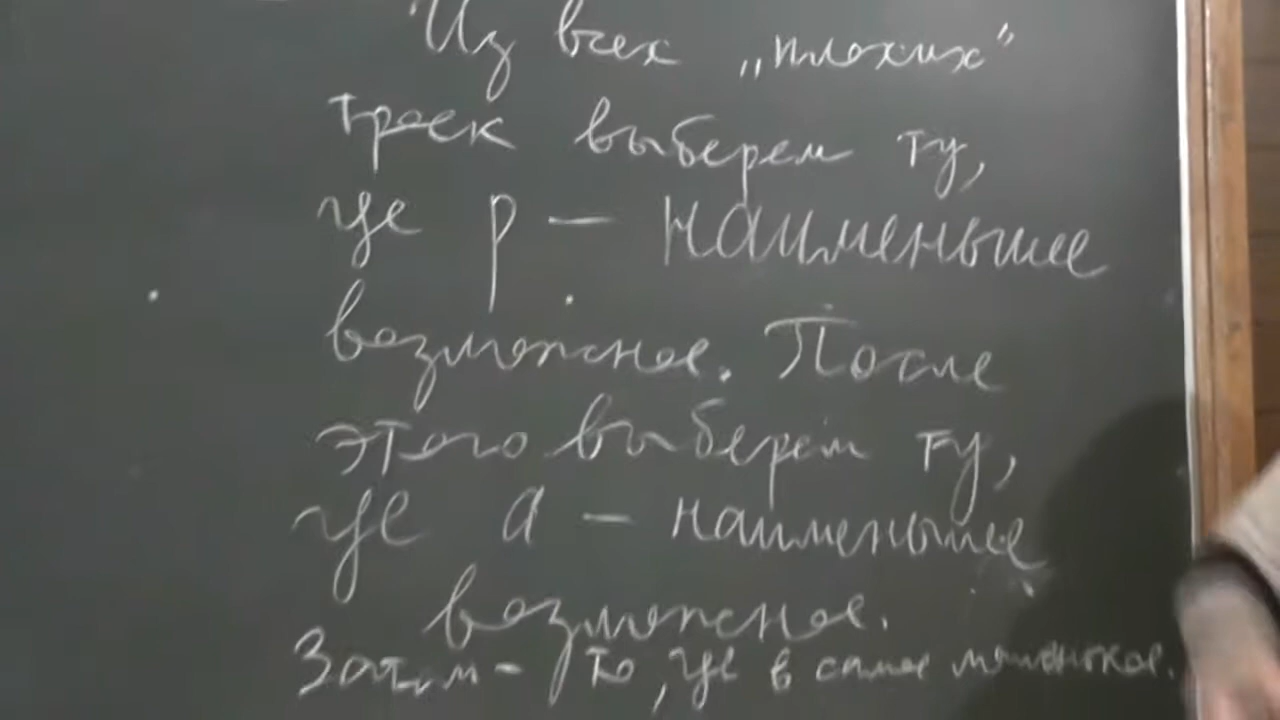 Из всех „плохих“
троек выберем ту,
где p — наименьшее
возможное. После
этого выберем ту,
где a — наименьшее
возможное.
Затем - то, где b самое маленькое.